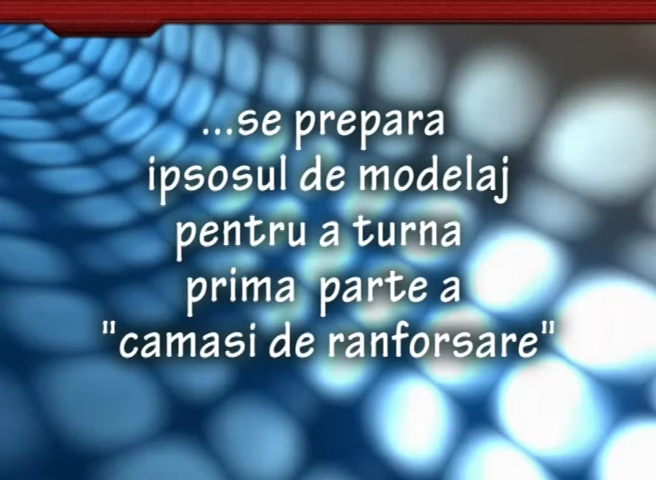 ...se prepara
ipsosul de modelaj
pentru a turna
prima parte a
"camasi de ranforsare"